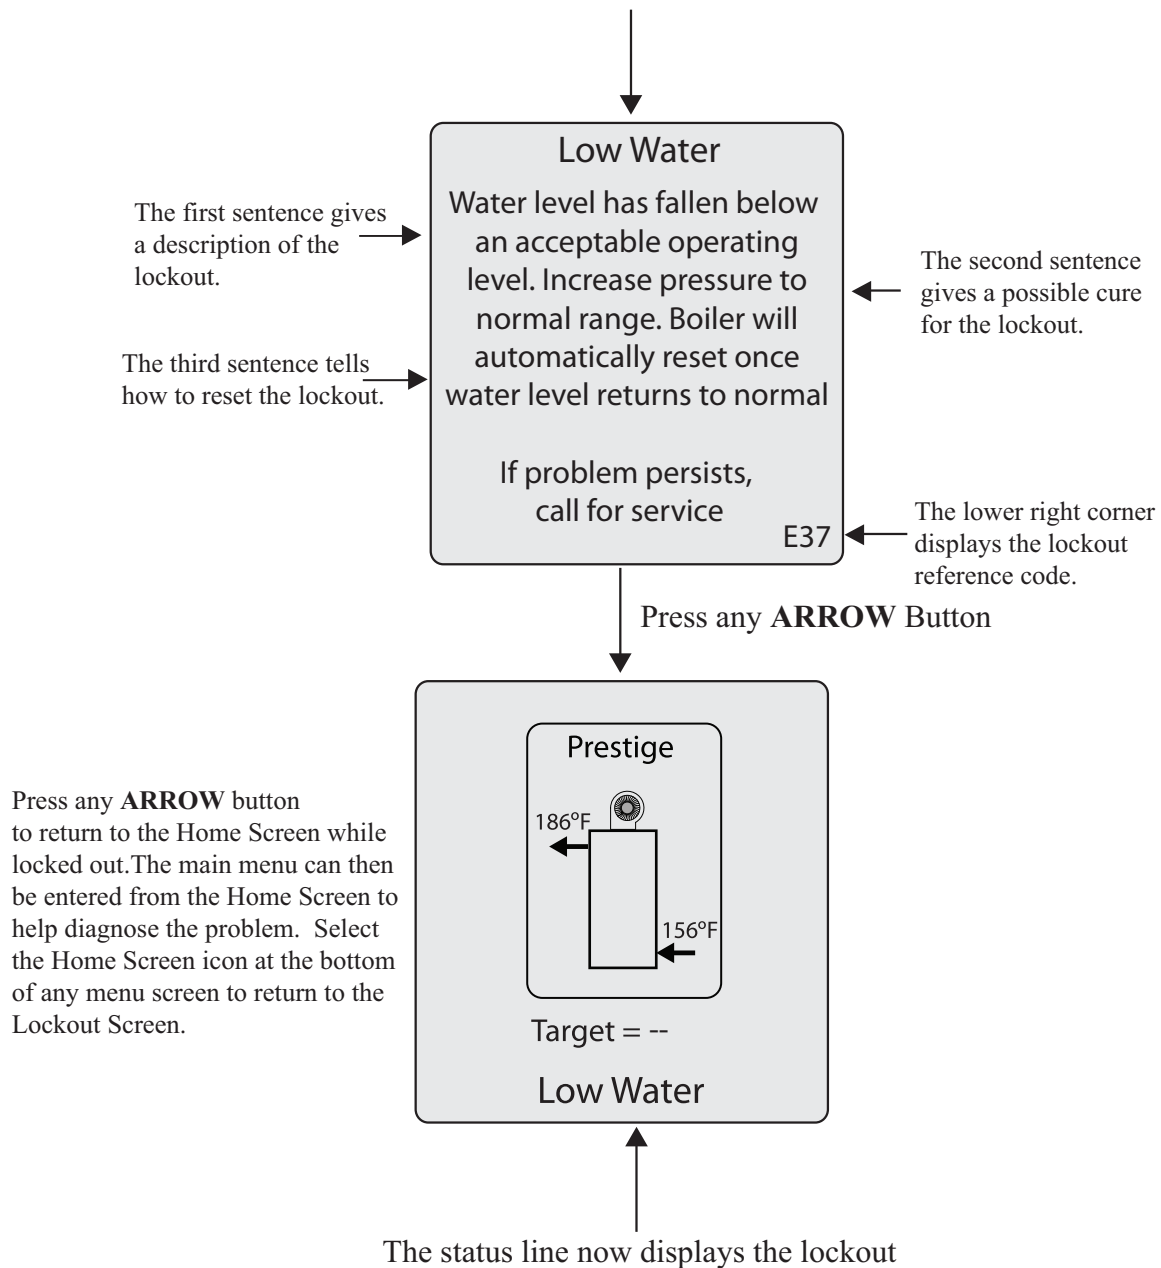 Low Water
Water level has fallen below
an acceptable operating
level. Increase pressure to
normal range. Boiler will
automatically reset once
water level returns to normal
If problem persists,
call for service
E37
The first sentence gives
a description of the
lockout.
The second sentence
gives a possible cure
for the lockout.
The third sentence tells
how to reset the lockout.
The lower right corner
displays the lockout
reference code.
Press any ARROW Button
Prestige
186°F
156°F
Target = --
Low Water
Press any ARROW button
to return to the Home Screen while
locked out.The main menu can then
be entered from the Home Screen to
help diagnose the problem.  Select
the Home Screen icon at the bottom
of any menu screen to return to the
Lockout Screen.
The status line now displays the lockout